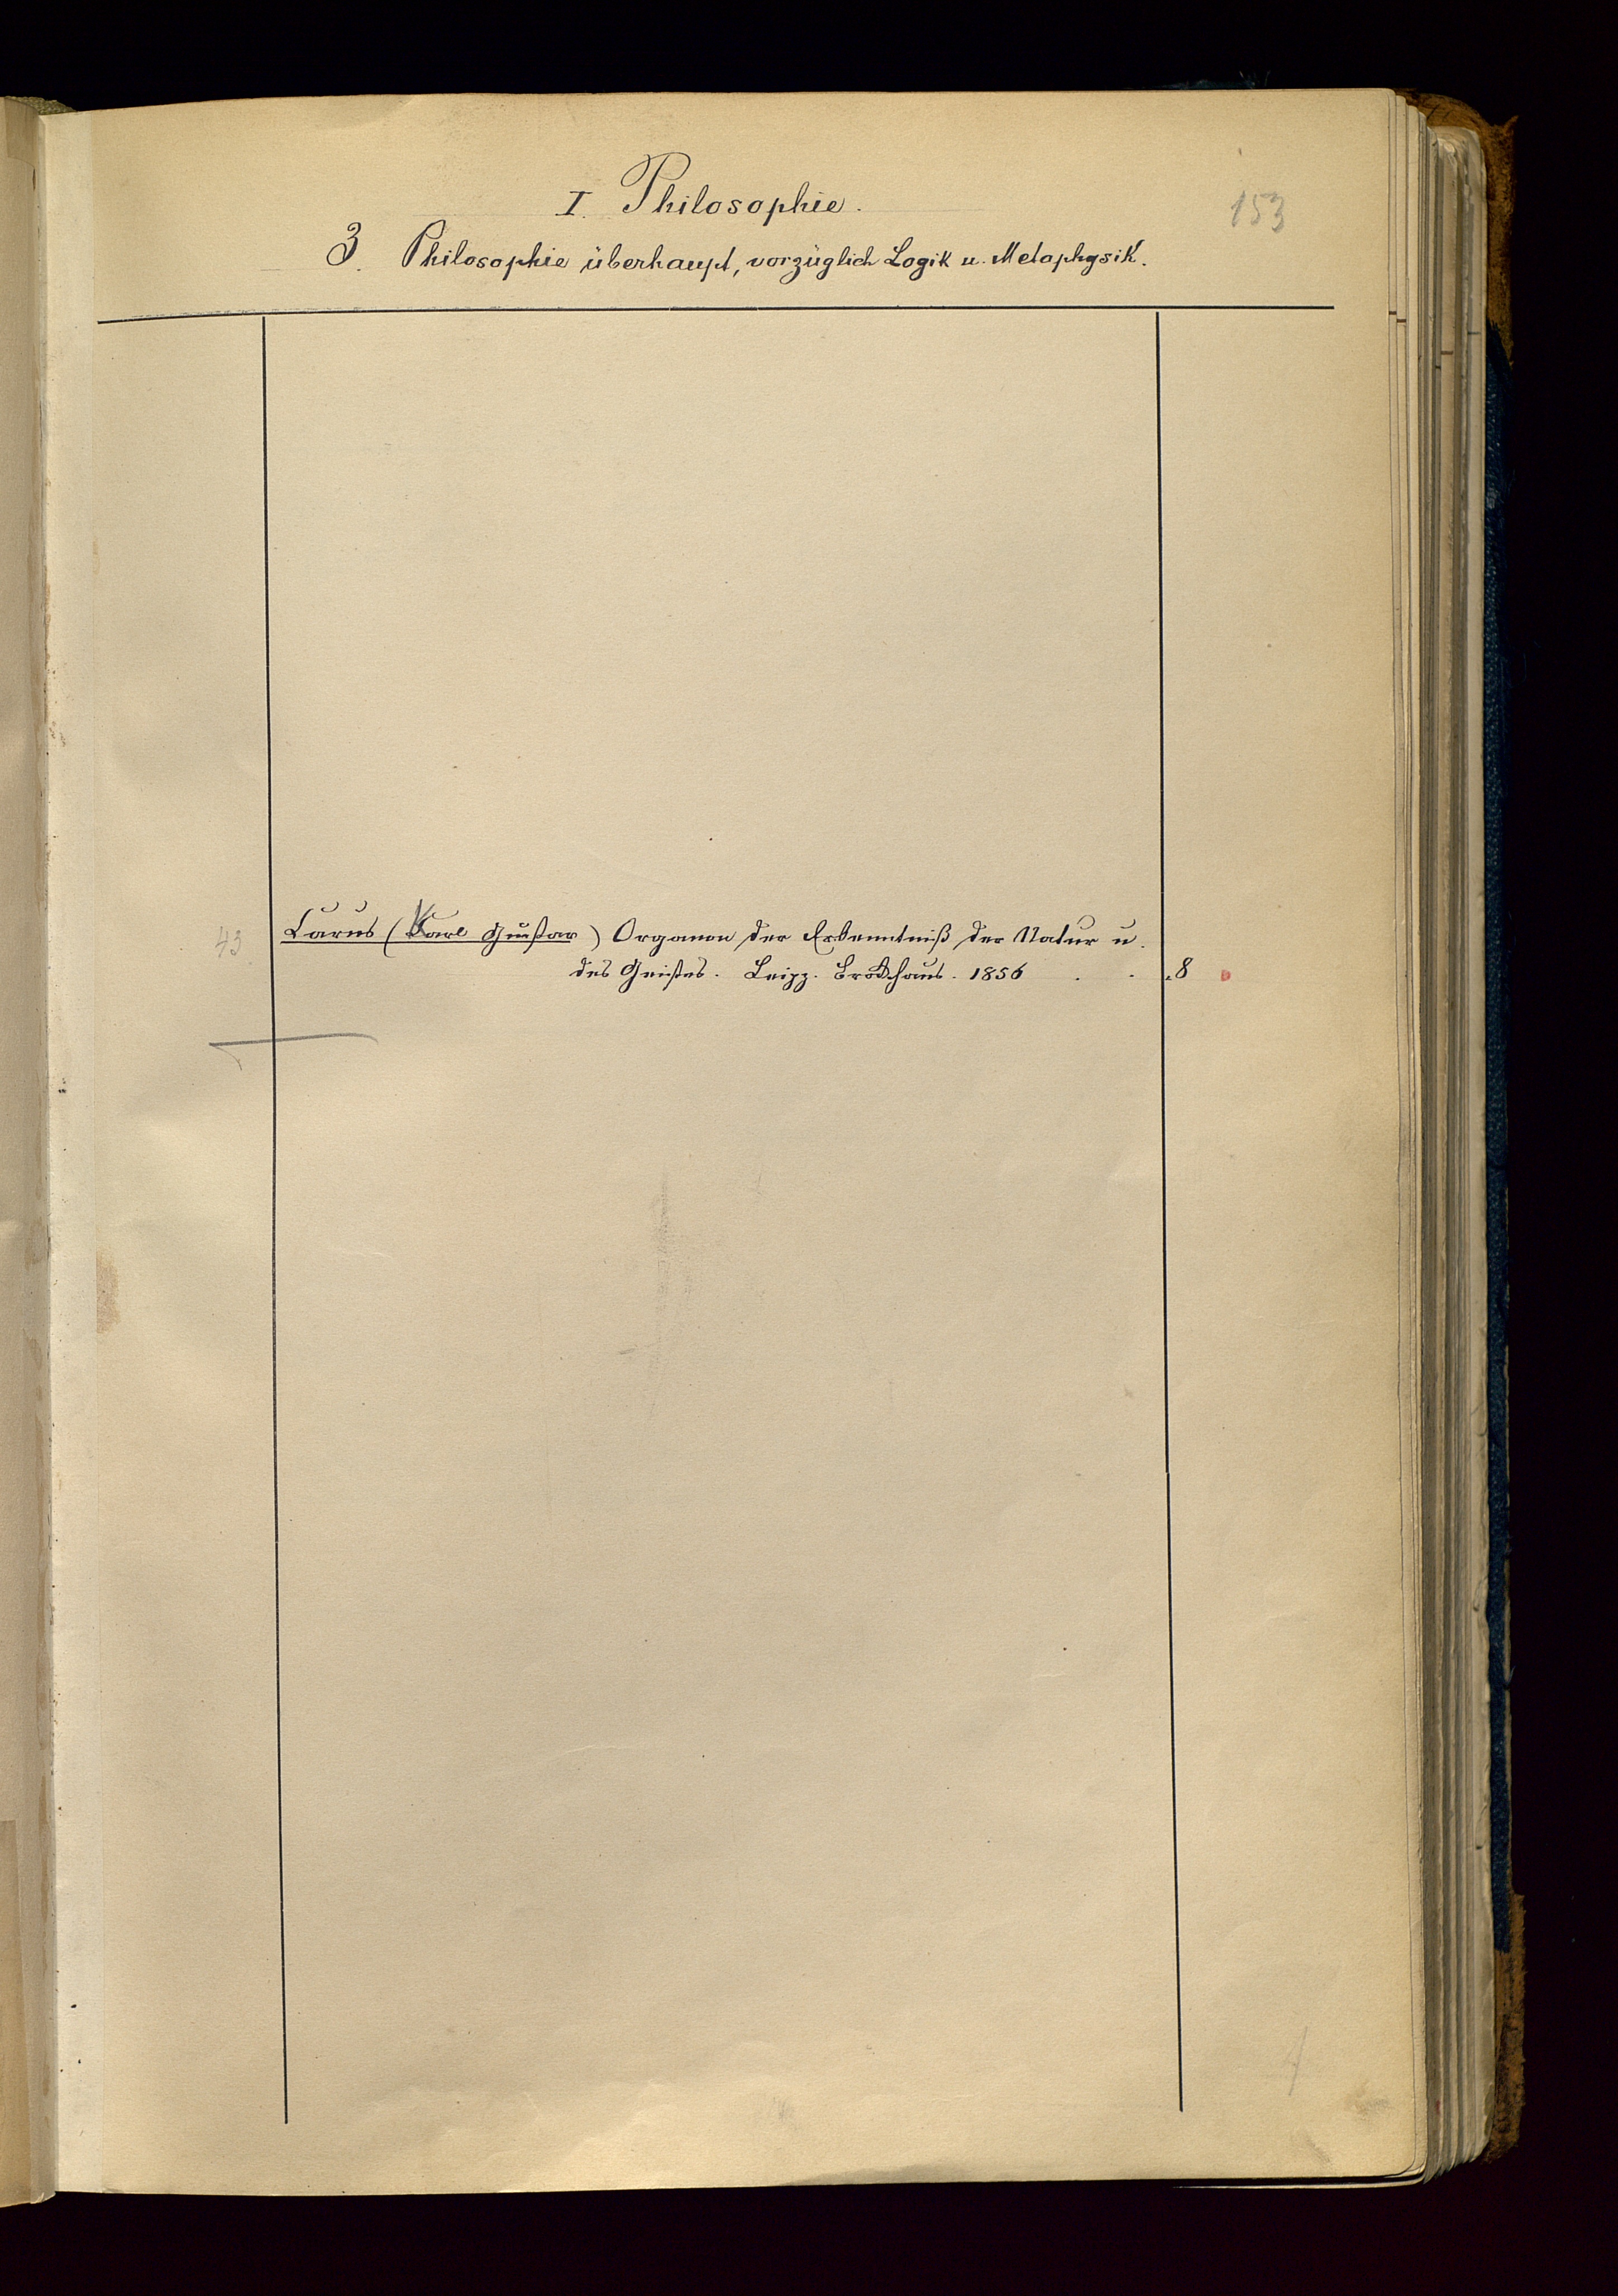 I. Philosophie.
153
3. Philosophie überhaupt, vorzüglich Logik u. Metaphysik.
43. Carus (Karl Gustav) Organon der Erkenntniß der Natur u.
des Geistes. Leipz. Brockhaus. 1856 . . . 8